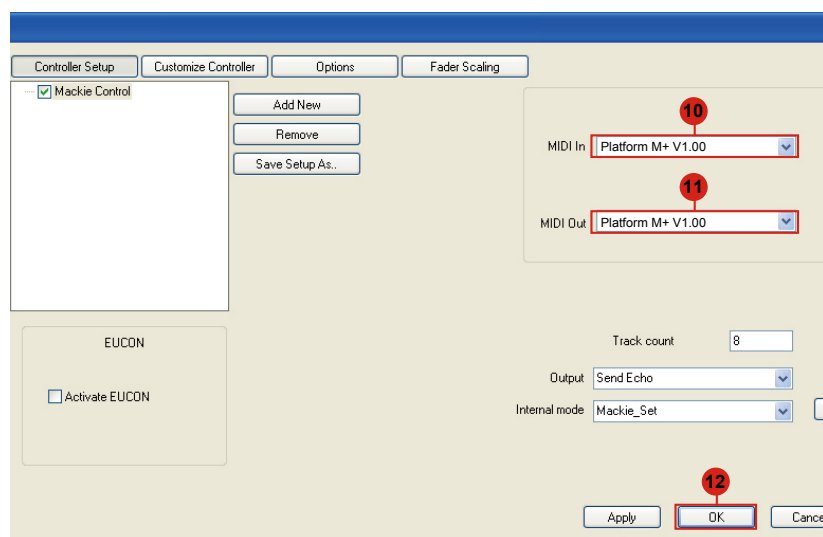 Controller Setup Customize Controller Options Fader Scaling
Mackie Control
Add New
Remove
Save Setup As..
10
MIDI In Platform M+ V1.00
11
MIDI Out Platform M+ V1.00
EUCON
Activate EUCON
Track count 8
Output Send Echo
Internal mode Mackie_Set
12
Apply OK Cance